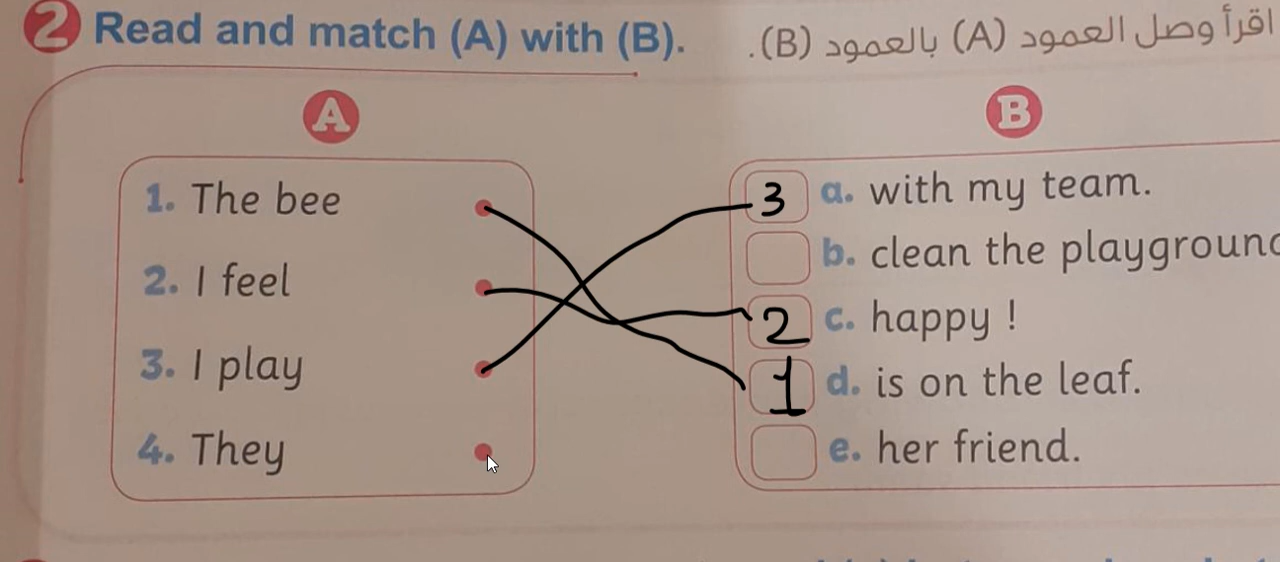 2 Read and match (A) with (B). اقرأ وصل العمود (A) بالعمود (B).
A
B
1. The bee
2. I feel
3. I play
4. They
3 a. with my team.
b. clean the playground
2 c. happy !
1 d. is on the leaf.
e. her friend.